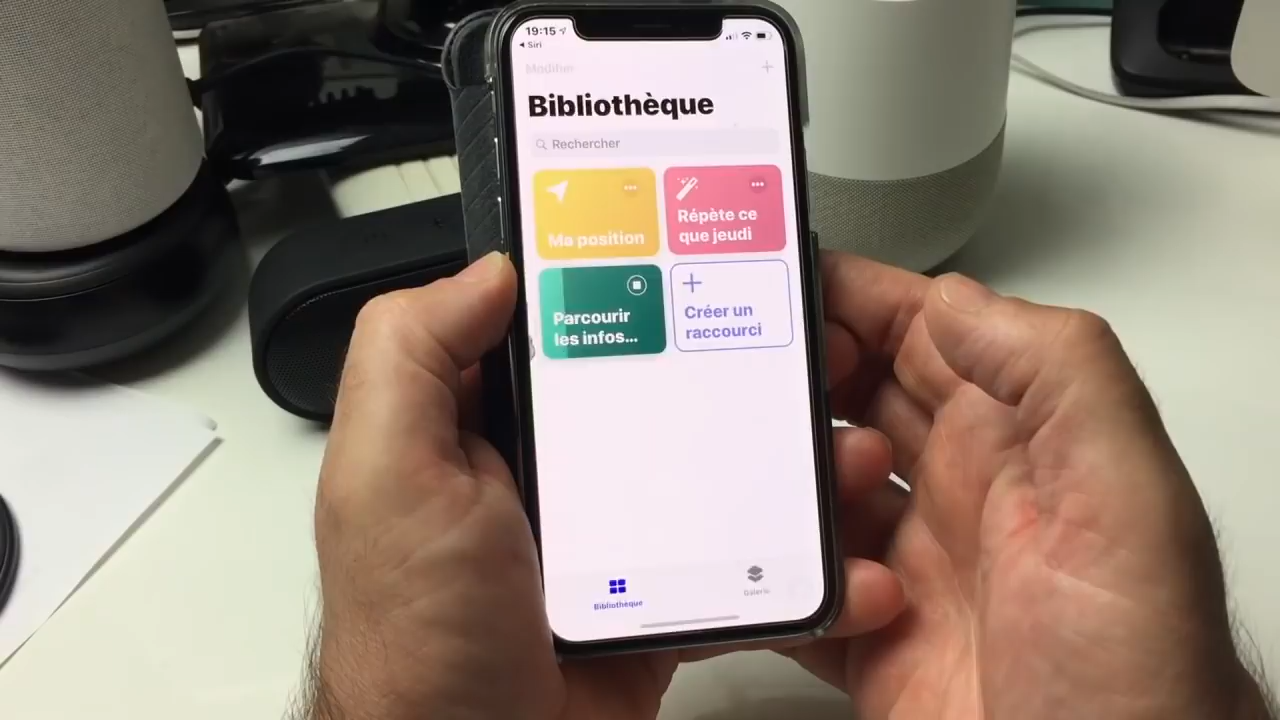 19:15
Siri
Modifier
Bibliothèque
Rechercher
Ma position
Répète ce
que jeudi
Parcourir
les infos...
Créer un
raccourci
Bibliothèque
Galerie